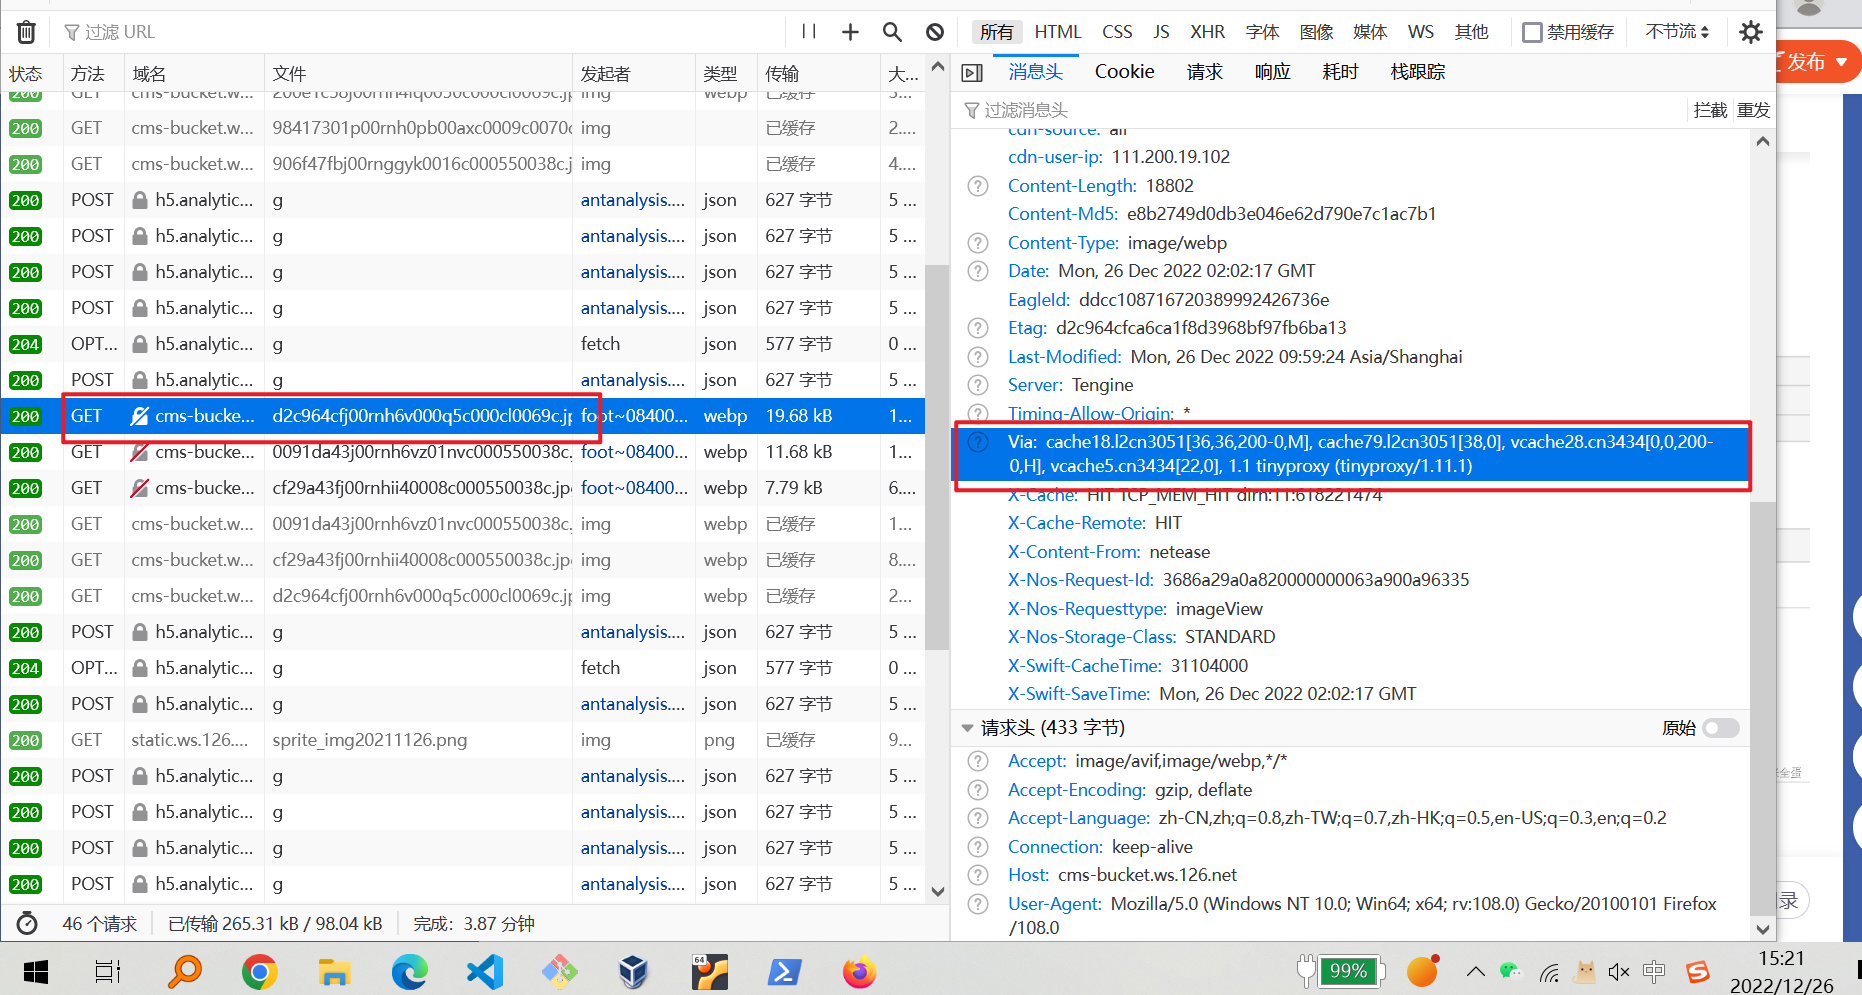 过滤 URL
所有 HTML CSS JS XHR 字体 图像 媒体 WS 其他 禁用缓存 不节流
发布
状态 方法 域名 文件 发起者 类型 传输 大...
消息头 Cookie 请求 响应 耗时 栈跟踪
过滤消息头 拦截 重发
200 GET cms-bucket.w... img webp 已缓存
200 GET cms-bucket.w... 98417301p00rnh0pb00axc0009c0070c img 已缓存 2....
200 GET cms-bucket.w... 906f47fbj00rnggyk0016c000550038c.j img 已缓存 4....
200 POST h5.analytic... g antanalysis.... json 627 字节 5 ...
200 POST h5.analytic... g antanalysis.... json 627 字节 5 ...
200 POST h5.analytic... g antanalysis.... json 627 字节 5 ...
200 POST h5.analytic... g antanalysis.... json 627 字节 5 ...
204 OPT... h5.analytic... g fetch json 577 字节 0 ...
200 POST h5.analytic... g antanalysis.... json 627 字节 5 ...
200 GET cms-bucke... d2c964cfj00rnh6v000q5c000cl0069c.jp foot~08400... webp 19.68 kB 1...
200 GET cms-bucke... 0091da43j00rnh6vz01nvc000550038c. foot~08400... webp 11.68 kB 1...
200 GET cms-bucke... cf29a43fj00rnhii40008c000550038c.jp foot~08400... webp 7.79 kB 6....
200 GET cms-bucket.w... 0091da43j00rnh6vz01nvc000550038c. img webp 已缓存 1...
200 GET cms-bucket.w... cf29a43fj00rnhii40008c000550038c.jp img webp 已缓存 8....
200 GET cms-bucket.w... d2c964cfj00rnh6v000q5c000cl0069c.jp img webp 已缓存 2...
200 POST h5.analytic... g antanalysis.... json 627 字节 5 ...
204 OPT... h5.analytic... g fetch json 577 字节 0 ...
200 POST h5.analytic... g antanalysis.... json 627 字节 5 ...
200 GET static.ws.126.... sprite_img20211126.png img png 已缓存 9...
200 POST h5.analytic... g antanalysis.... json 627 字节 5 ...
200 POST h5.analytic... g antanalysis.... json 627 字节 5 ...
200 POST h5.analytic... g antanalysis.... json 627 字节 5 ...
200 POST h5.analytic... g antanalysis.... json 627 字节 5 ...
46 个请求 已传输 265.31 kB / 98.04 kB 完成：3.87 分钟
cdn-source: all
cdn-user-ip: 111.200.19.102
Content-Length: 18802
Content-Md5: e8b2749d0db3e046e62d790e7c1ac7b1
Content-Type: image/webp
Date: Mon, 26 Dec 2022 02:02:17 GMT
EagleId: ddcc108716720389992426736e
Etag: d2c964cfca6ca1f8d3968bf97fb6ba13
Last-Modified: Mon, 26 Dec 2022 09:59:24 Asia/Shanghai
Server: Tengine
Timing-Allow-Origin: *
Via: cache18.l2cn3051[36,36,200-0,M], cache79.l2cn3051[38,0], vcache28.cn3434[0,0,200-
0,H], vcache5.cn3434[22,0], 1.1 tinyproxy (tinyproxy/1.11.1)
X-Cache: HIT TCP_MEM_HIT dirn:11:618221474
X-Cache-Remote: HIT
X-Content-From: netease
X-Nos-Request-Id: 3686a29a0a820000000063a900a96335
X-Nos-Requesttype: imageView
X-Nos-Storage-Class: STANDARD
X-Swift-CacheTime: 31104000
X-Swift-SaveTime: Mon, 26 Dec 2022 02:02:17 GMT
请求头 (433 字节) 原始
Accept: image/avif,image/webp,*/*
Accept-Encoding: gzip, deflate
Accept-Language: zh-CN,zh;q=0.8,zh-TW;q=0.7,zh-HK;q=0.5,en-US;q=0.3,en;q=0.2
Connection: keep-alive
Host: cms-bucket.ws.126.net
User-Agent: Mozilla/5.0 (Windows NT 10.0; Win64; x64; rv:108.0) Gecko/20100101 Firefox
/108.0
录
64
99%
中
15:21
2022/12/26